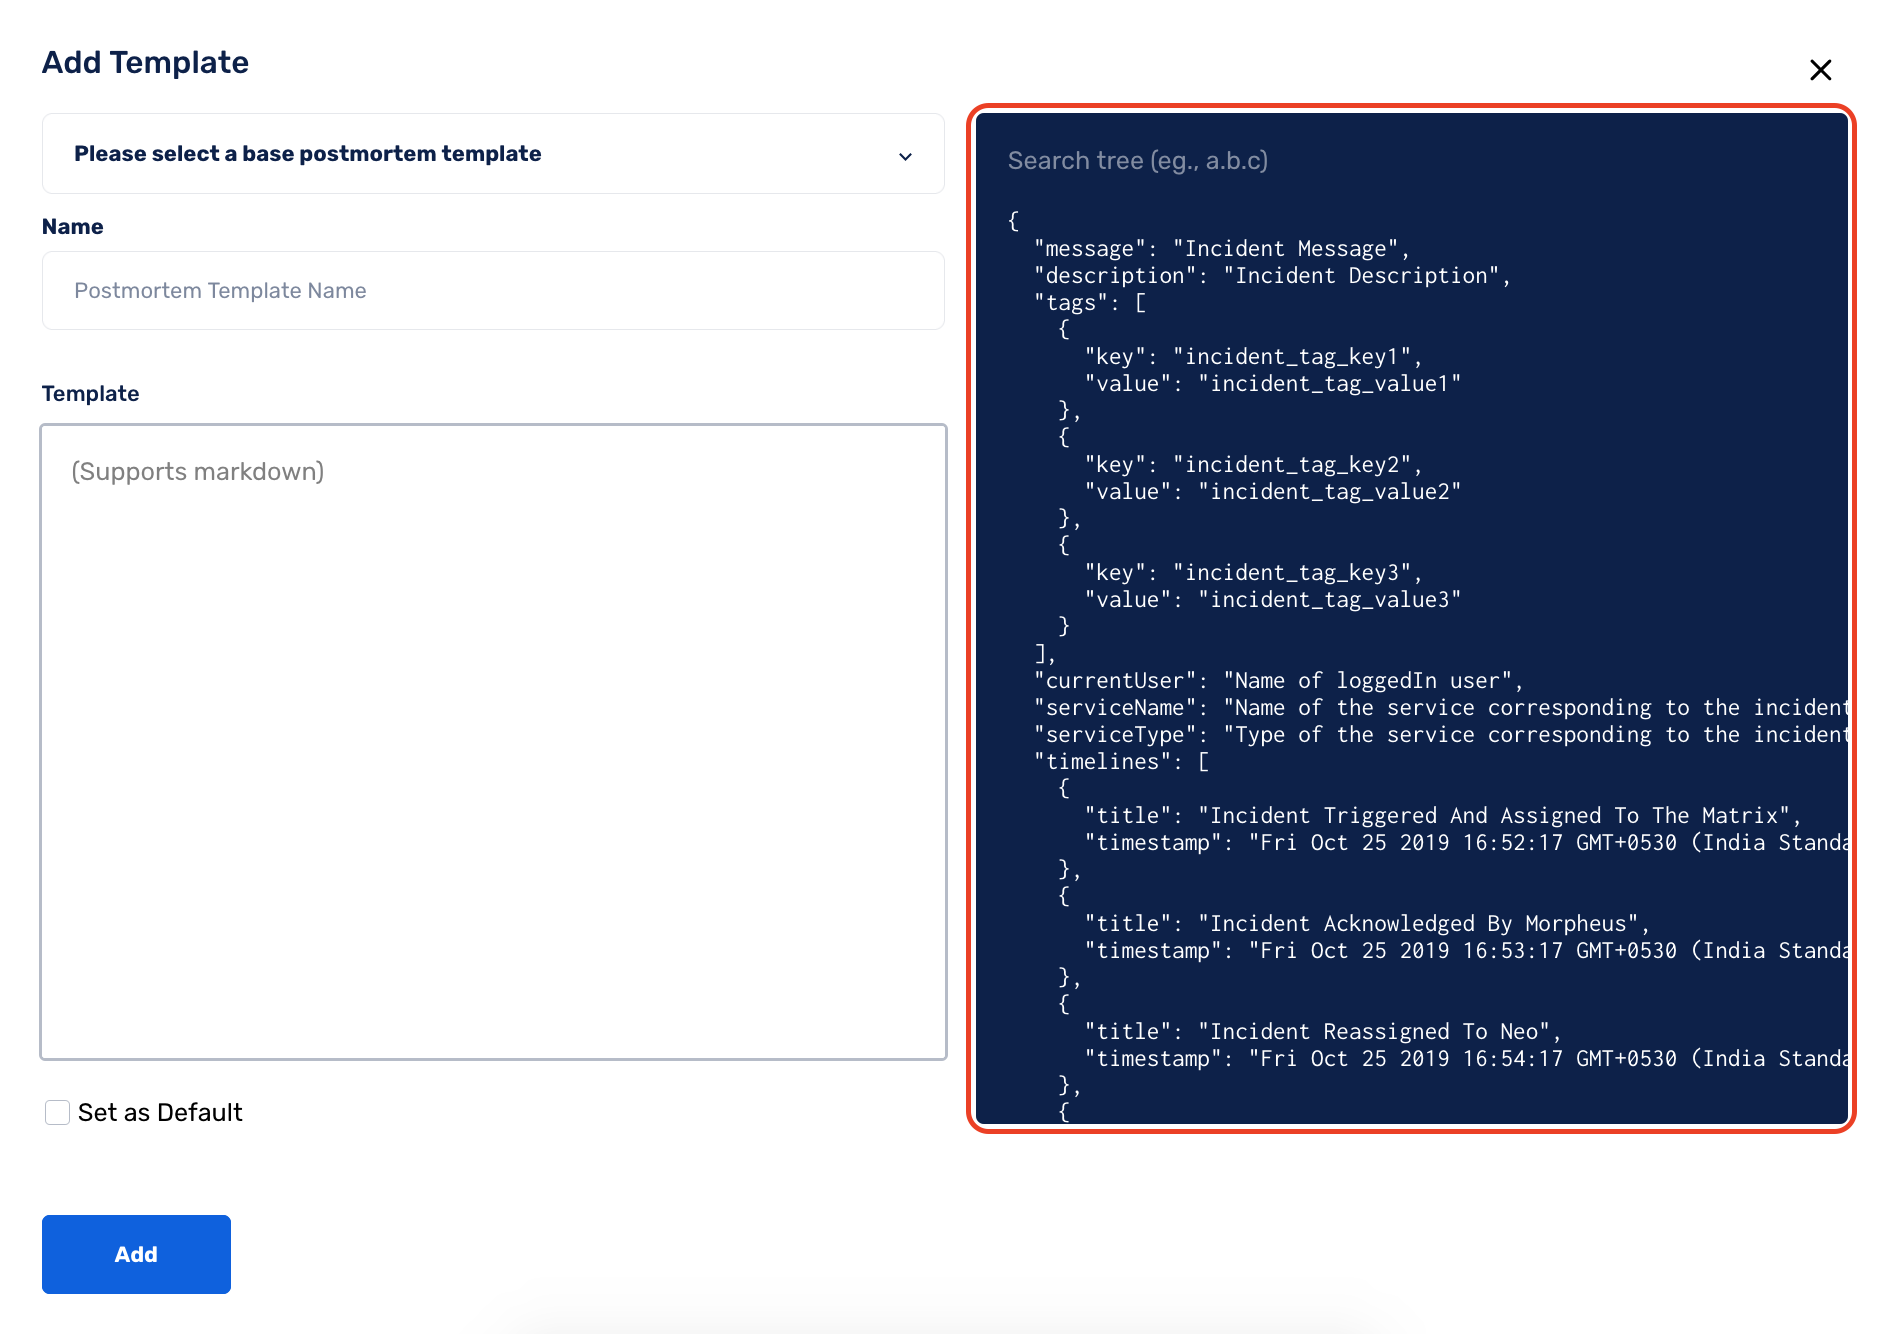 Add Template
Please select a base postmortem template
Name
Postmortem Template Name
Template
(Supports markdown)
Set as Default
Add
Search tree (eg., a.b.c)
{
"message": "Incident Message",
"description": "Incident Description",
"tags": [
{
"key": "incident_tag_key1",
"value": "incident_tag_value1"
},
{
"key": "incident_tag_key2",
"value": "incident_tag_value2"
},
{
"key": "incident_tag_key3",
"value": "incident_tag_value3"
}
],
"currentUser": "Name of loggedIn user",
"serviceName": "Name of the service corresponding to the incident
"serviceType": "Type of the service corresponding to the incident
"timelines": [
{
"title": "Incident Triggered And Assigned To The Matrix",
"timestamp": "Fri Oct 25 2019 16:52:17 GMT+0530 (India Standa
},
{
"title": "Incident Acknowledged By Morpheus",
"timestamp": "Fri Oct 25 2019 16:53:17 GMT+0530 (India Standa
},
{
"title": "Incident Reassigned To Neo",
"timestamp": "Fri Oct 25 2019 16:54:17 GMT+0530 (India Standa
},
{